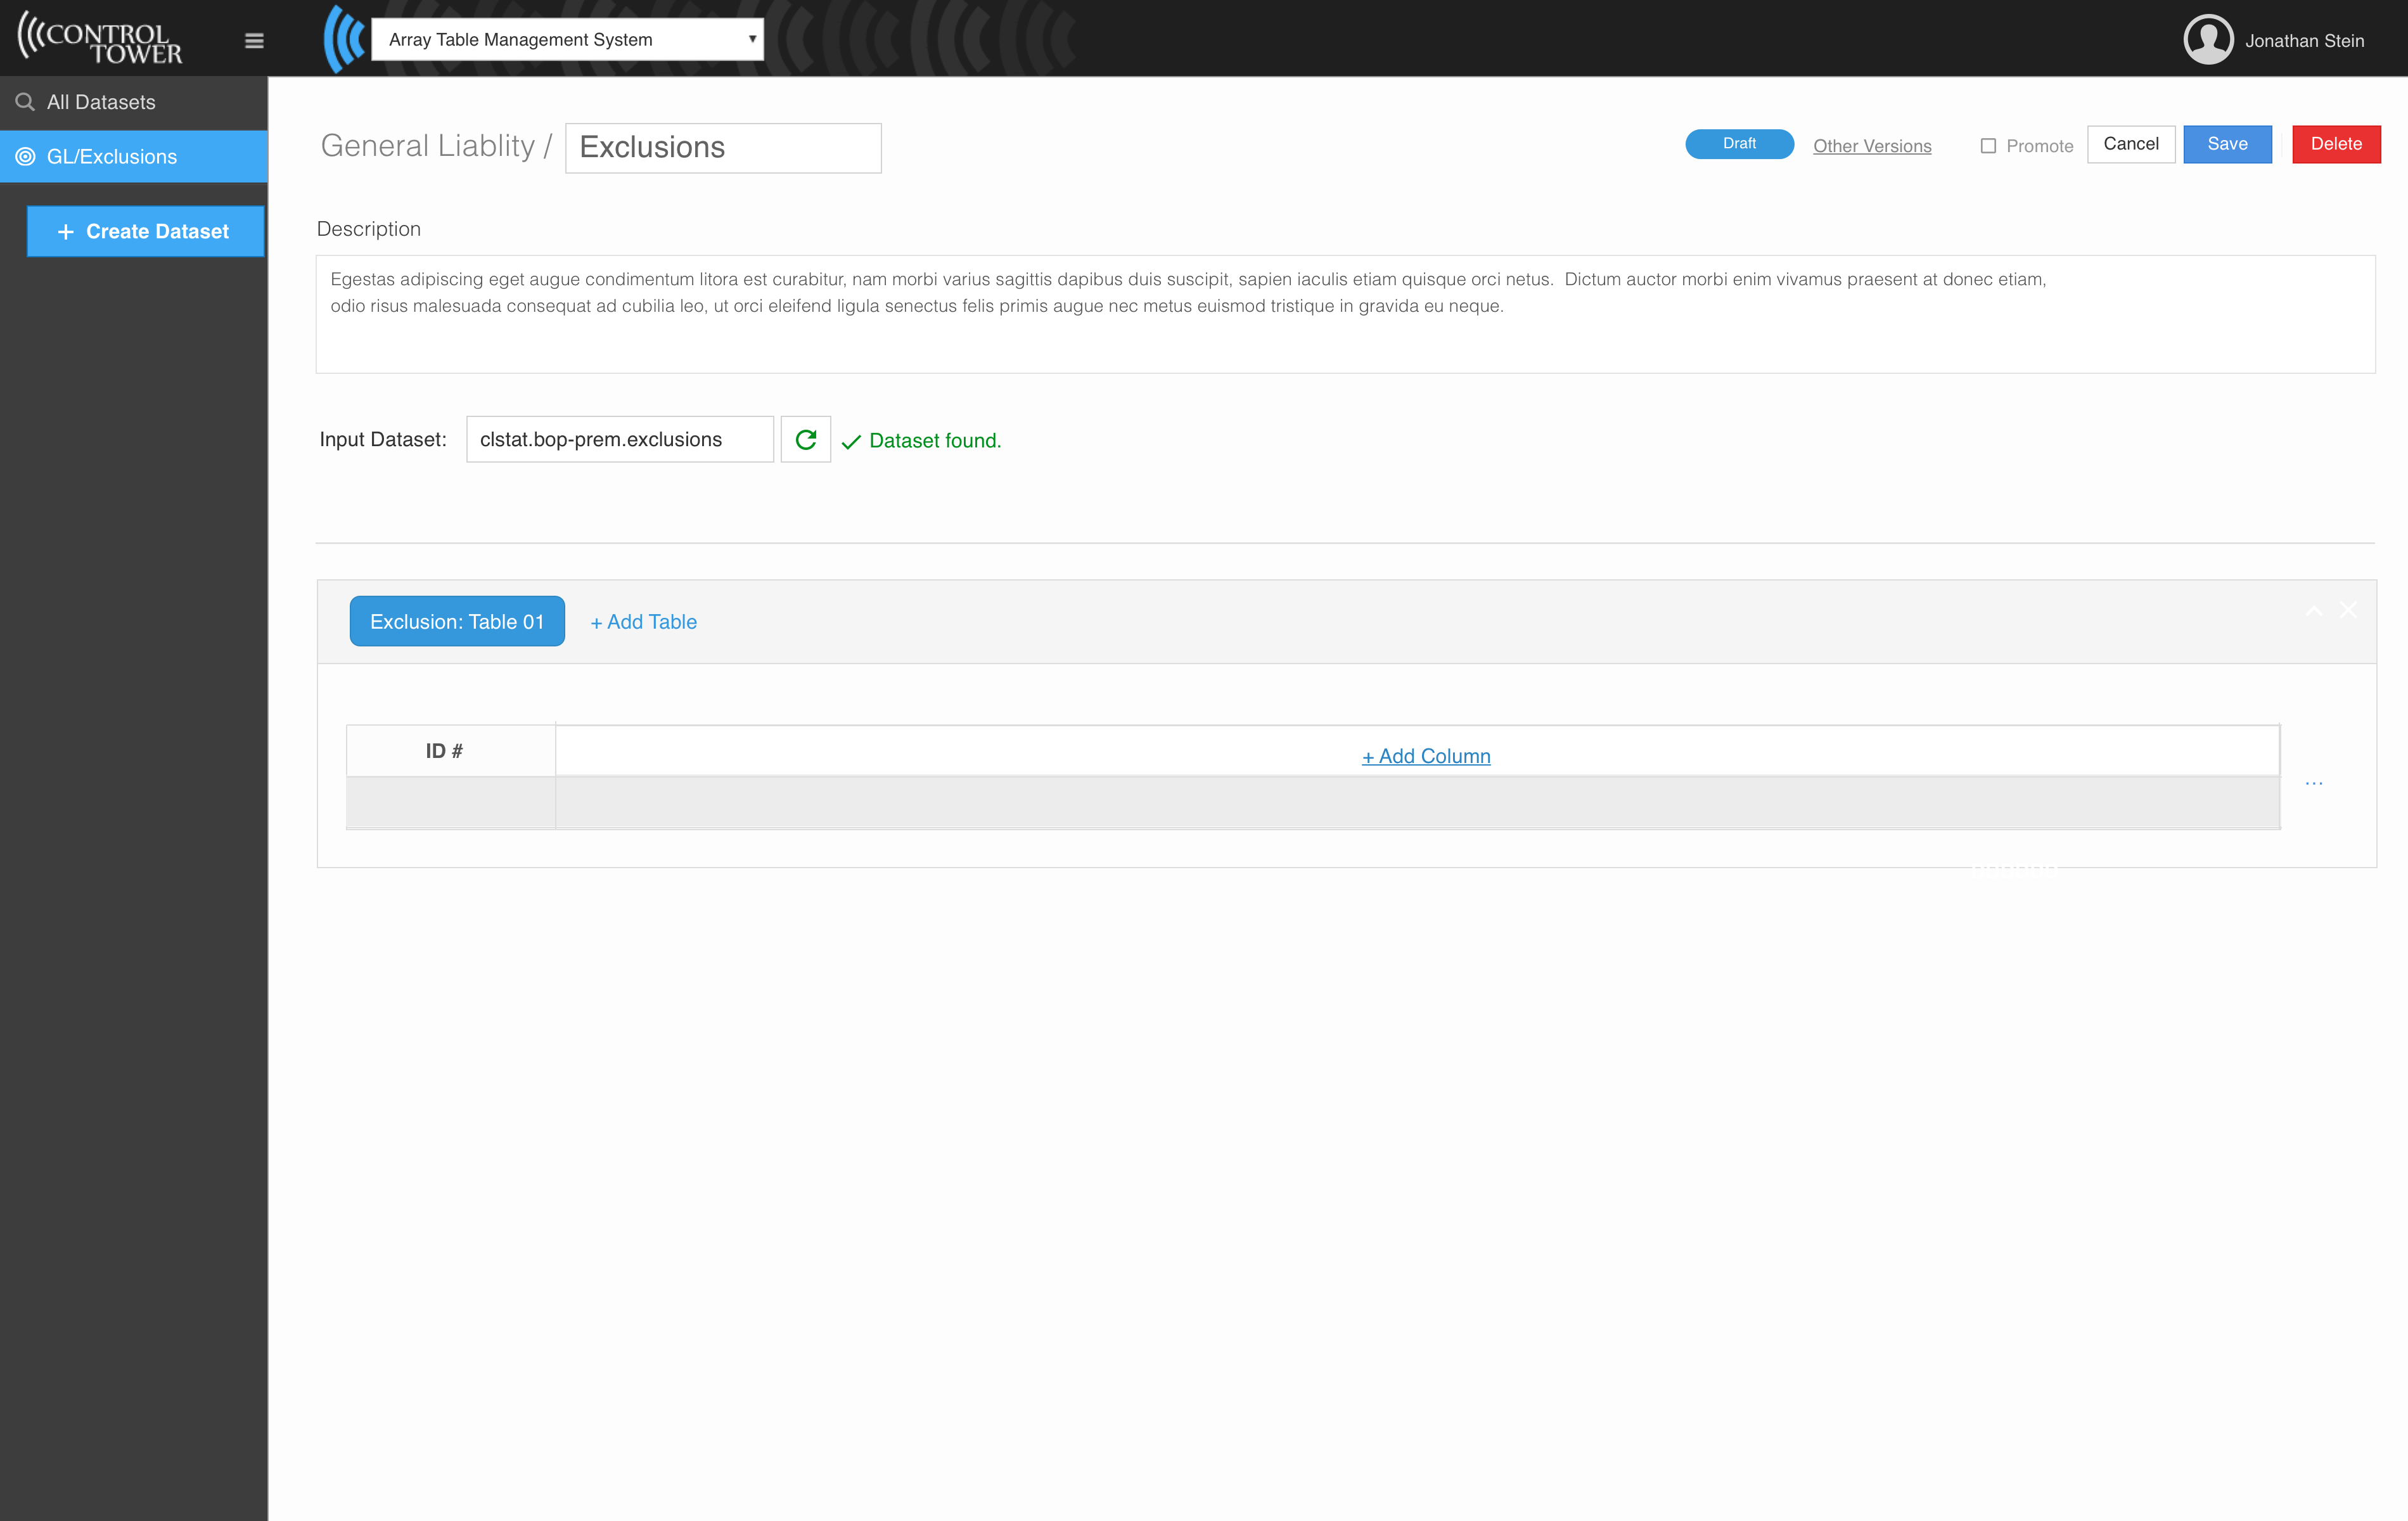 CONTROL
TOWER
Array Table Management System
Jonathan Stein
All Datasets
GL/Exclusions
+ Create Dataset
General Liablity / Exclusions
Draft
Other Versions
Promote
Cancel
Save
Delete
Description
Egestas adipiscing eget augue condimentum litora est curabitur, nam morbi varius sagittis dapibus duis suscipit, sapien iaculis etiam quisque orci netus.  Dictum auctor morbi enim vivamus praesent at donec etiam,
odio risus malesuada consequat ad cubilia leo, ut orci eleifend ligula senectus felis primis augue nec metus euismod tristique in gravida eu neque.
Input Dataset: clstat.bop-prem.exclusions Dataset found.
Exclusion: Table 01
+ Add Table
ID #
+ Add Column
...